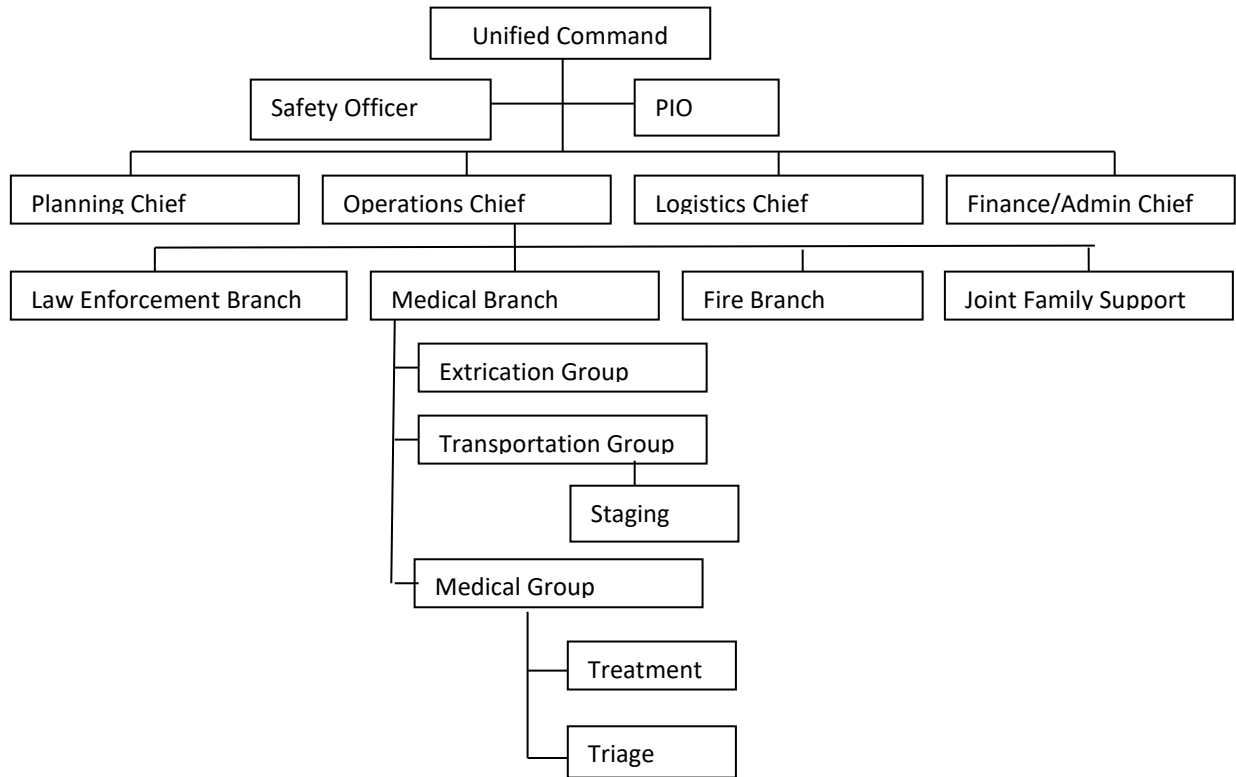 Unified Command
Safety Officer
PIO
Planning Chief
Operations Chief
Logistics Chief
Finance/Admin Chief
Law Enforcement Branch
Medical Branch
Fire Branch
Joint Family Support
Extrication Group
Transportation Group
Staging
Medical Group
Treatment
Triage